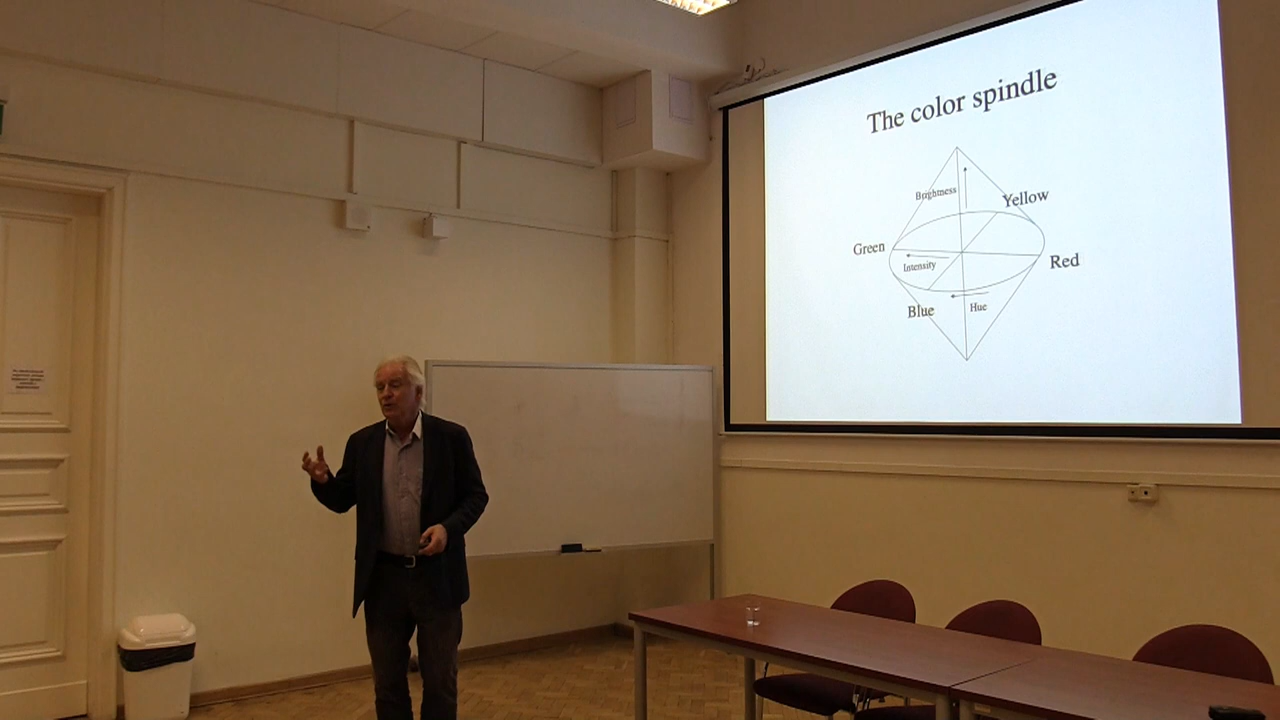 The color spindle
Brightness
Yellow
Green
Intensity
Red
Blue
Hue